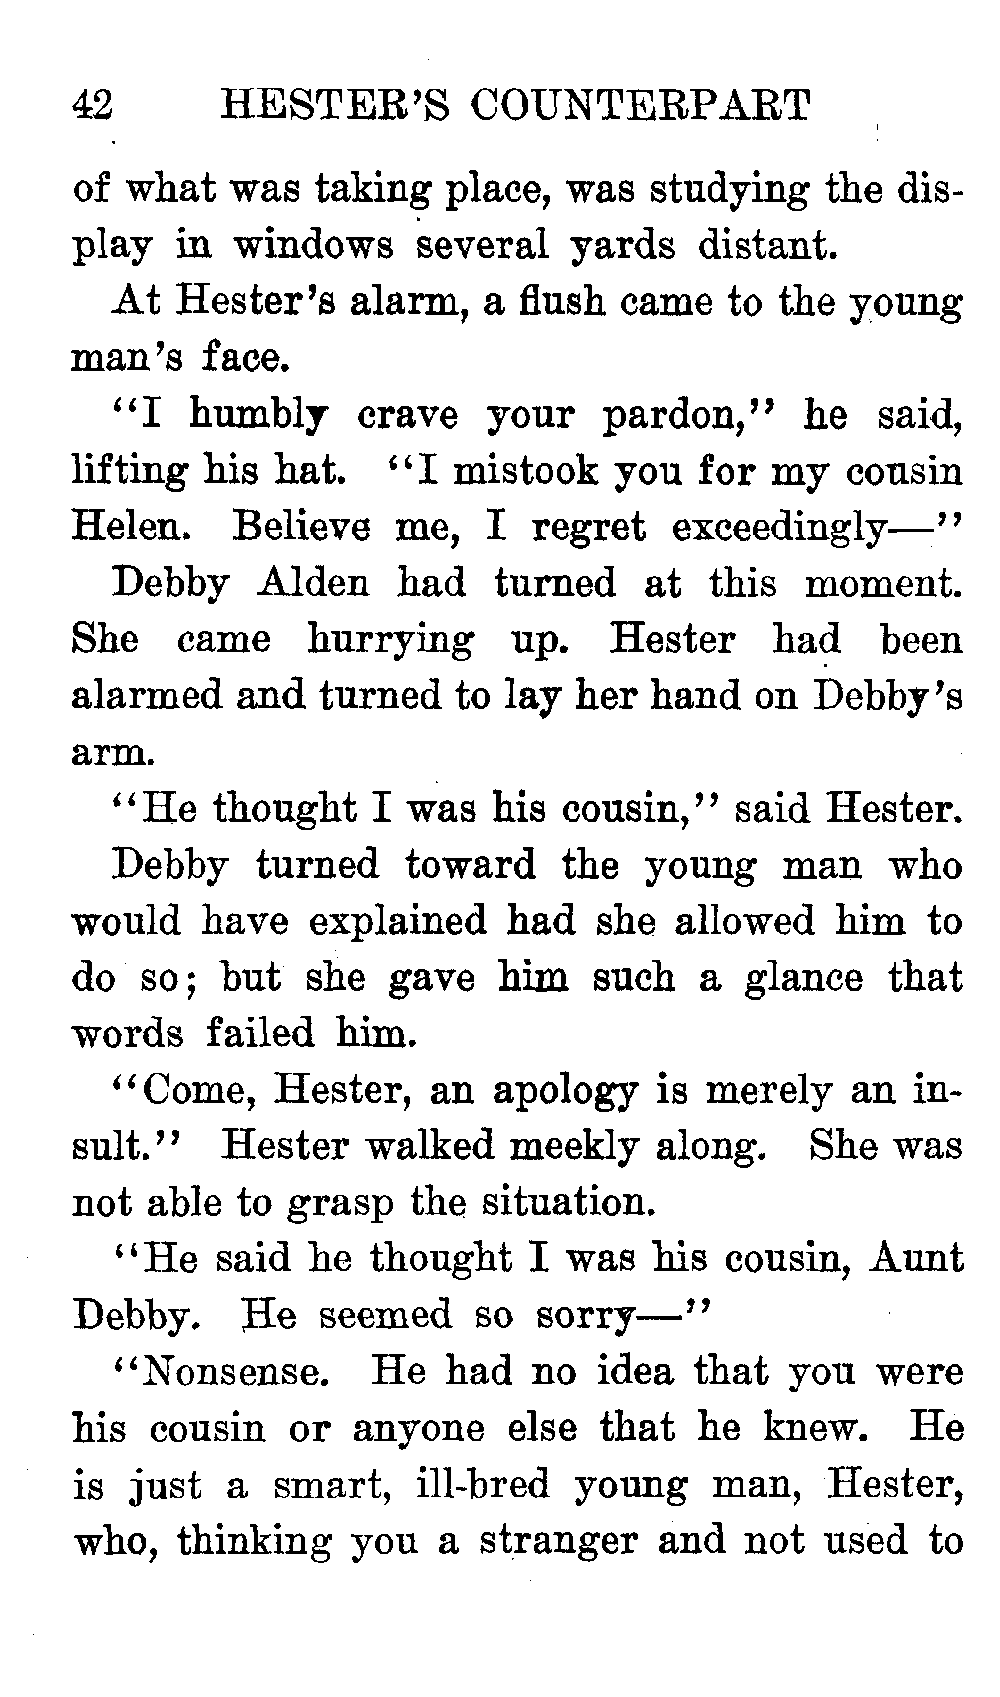 42 HESTER'S COUNTERPART
of what was taking place, was studying the dis-
play in windows several yards distant.
At Hester's alarm, a flush came to the young
man's face.
"I humbly crave your pardon," he said,
lifting his hat. "I mistook you for my cousin
Helen. Believe me, I regret exceedingly—"
Debby Alden had turned at this moment.
She came hurrying up. Hester had been
alarmed and turned to lay her hand on Debby's
arm.
"He thought I was his cousin," said Hester.
Debby turned toward the young man who
would have explained had she allowed him to
do so; but she gave him such a glance that
words failed him.
"Come, Hester, an apology is merely an in-
sult." Hester walked meekly along. She was
not able to grasp the situation.
"He said he thought I was his cousin, Aunt
Debby. He seemed so sorry—"
"Nonsense. He had no idea that you were
his cousin or anyone else that he knew. He
is just a smart, ill-bred young man, Hester,
who, thinking you a stranger and not used to